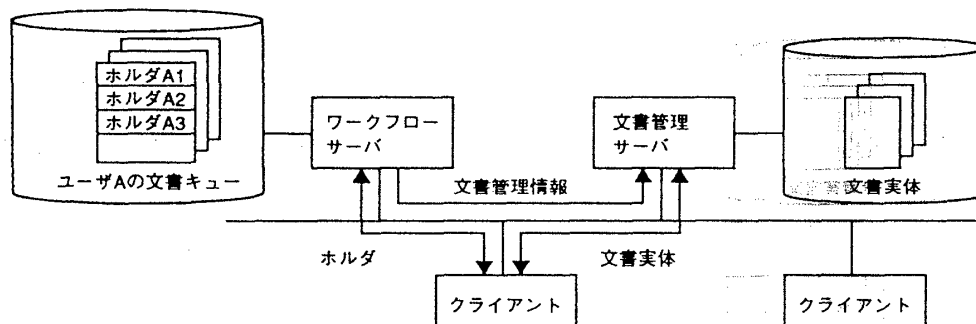 ホルダA1
ホルダA2
ホルダA3
ユーザAの文書キュー
ワークフロー
サーバ
文書管理
サーバ
文書実体
文書管理情報
ホルダ
文書実体
クライアント
クライアント